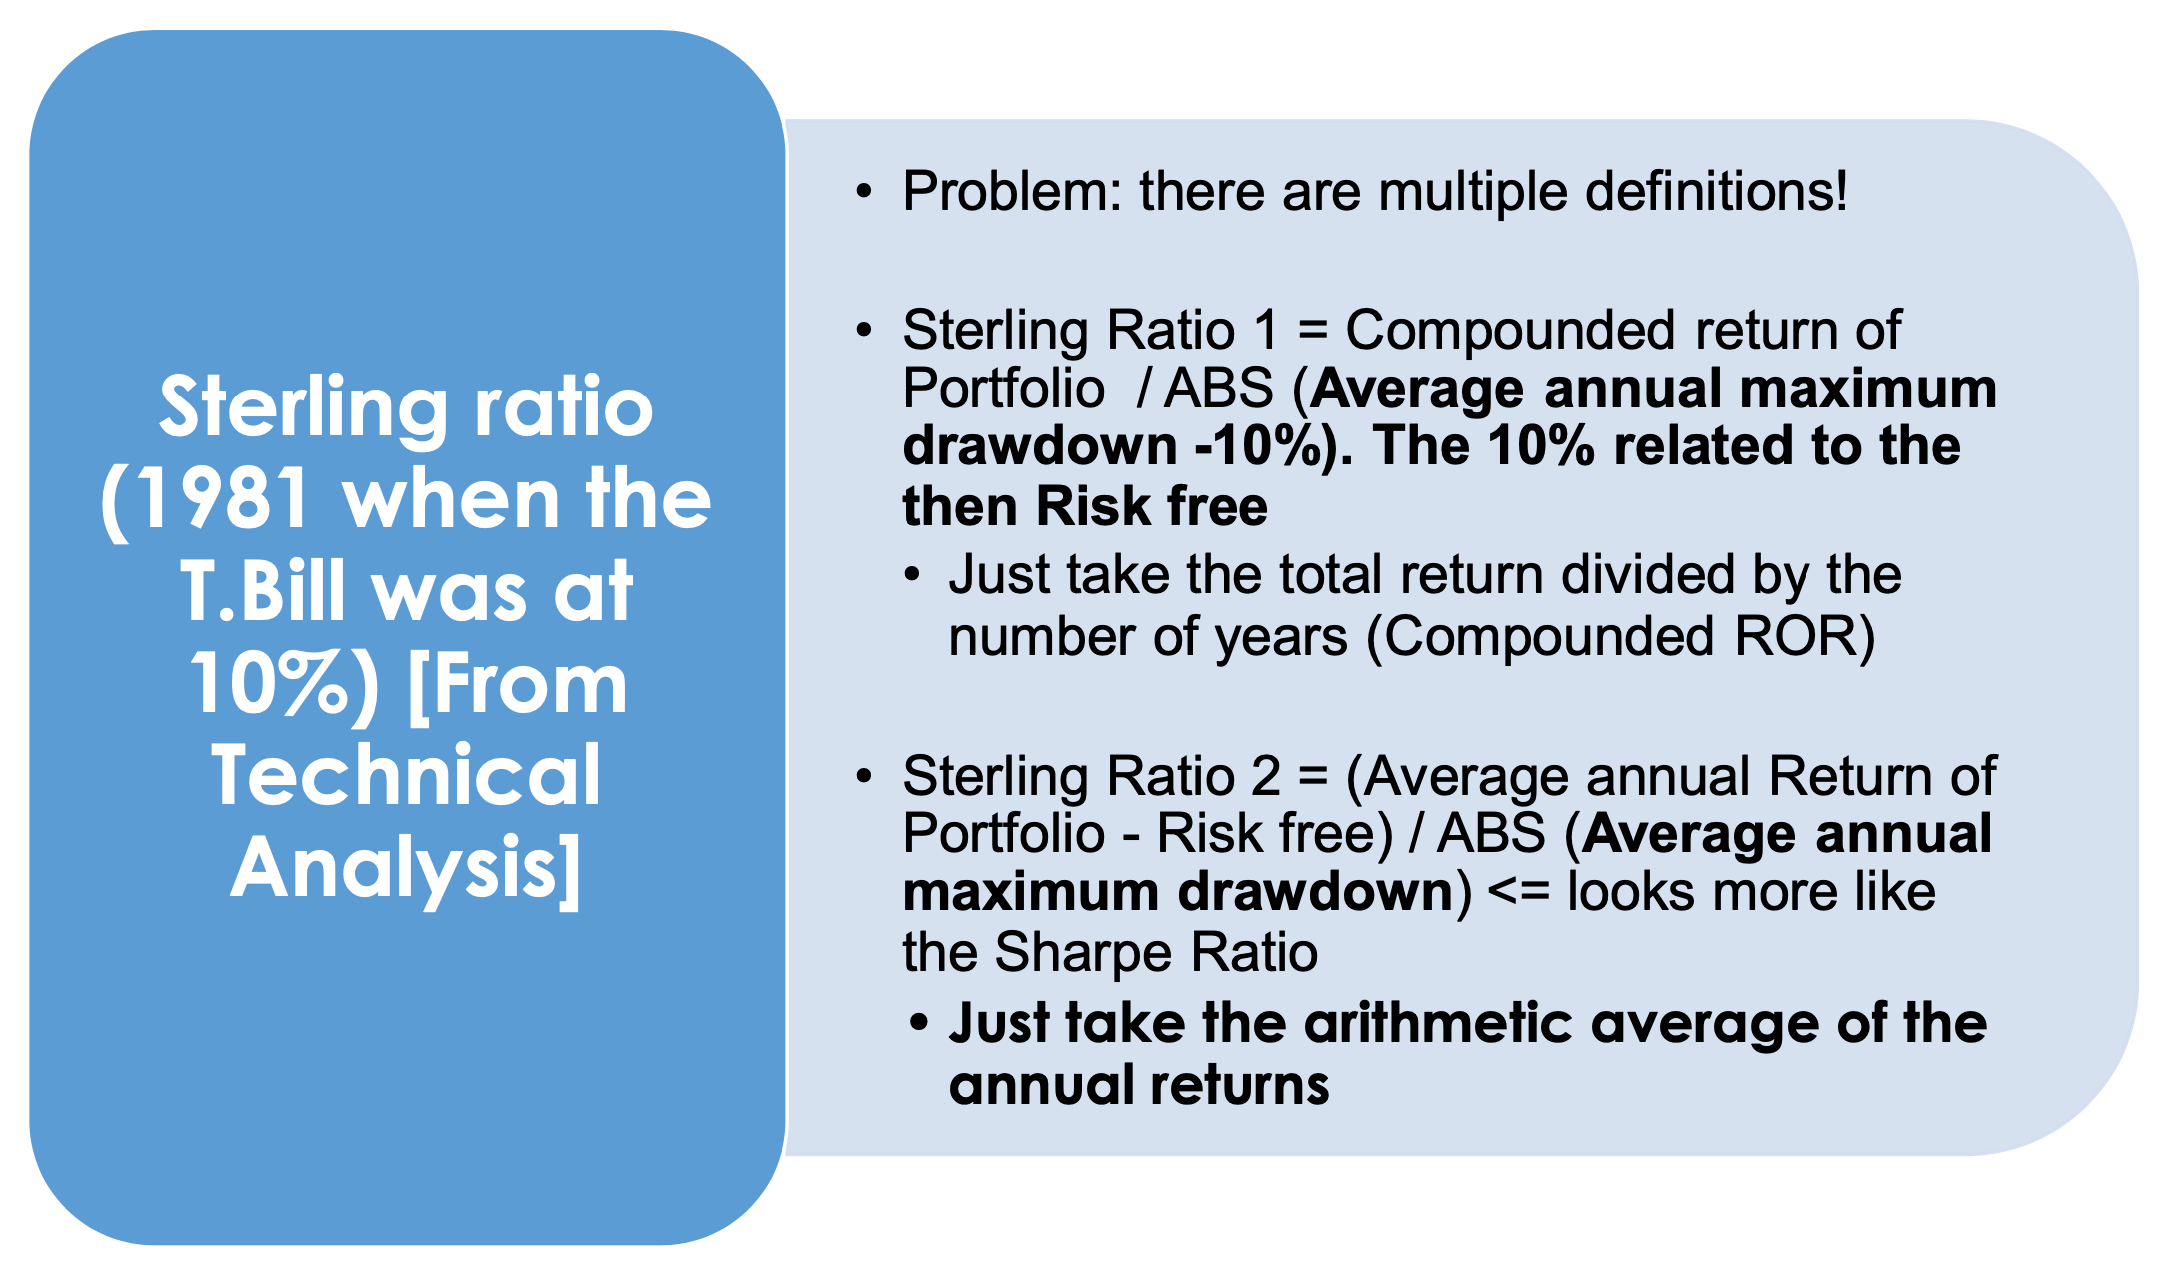 Sterling ratio
(1981 when the
T.Bill was at
10%) [From
Technical
Analysis]
• Problem: there are multiple definitions!
• Sterling Ratio 1 = Compounded return of
Portfolio / ABS (Average annual maximum
drawdown -10%). The 10% related to the
then Risk free
• Just take the total return divided by the
number of years (Compounded ROR)
• Sterling Ratio 2 = (Average annual Return of
Portfolio - Risk free) / ABS (Average annual
maximum drawdown) <= looks more like
the Sharpe Ratio
• Just take the arithmetic average of the
annual returns